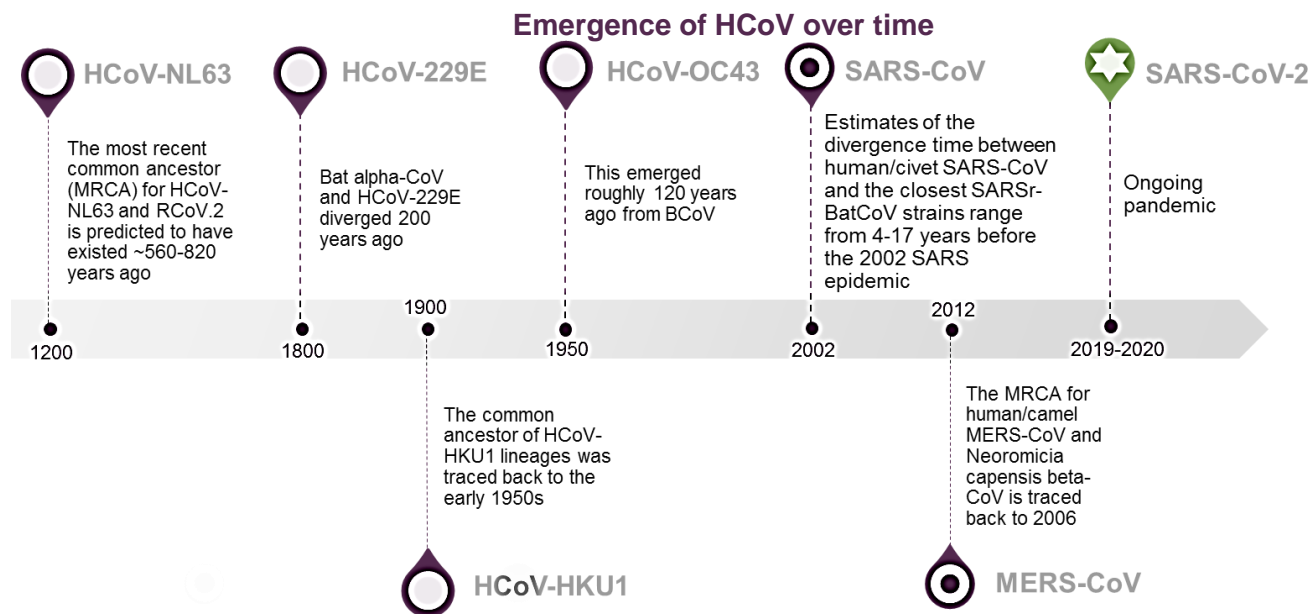 Emergence of HCoV over time
HCoV-NL63
HCoV-229E
HCoV-OC43
SARS-CoV
SARS-CoV-2
The most recent
common ancestor
(MRCA) for HCoV-
NL63 and RCoV.2
is predicted to have
existed ~560-820
years ago
Bat alpha-CoV
and HCoV-229E
diverged 200
years ago
This emerged
roughly 120 years
ago from BCoV
Estimates of the
divergence time between
human/civet SARS-CoV
and the closest SARSr-
BatCoV strains range
from 4-17 years before
the 2002 SARS
epidemic
Ongoing
pandemic
1900
2012
1200
1800
1950
2002
2019-2020
The common
ancestor of HCoV-
HKU1 lineages was
traced back to the
early 1950s
The MRCA for
human/camel
MERS-CoV and
Neoromicia
capensis beta-
CoV is traced
back to 2006
HCoV-HKU1
MERS-CoV